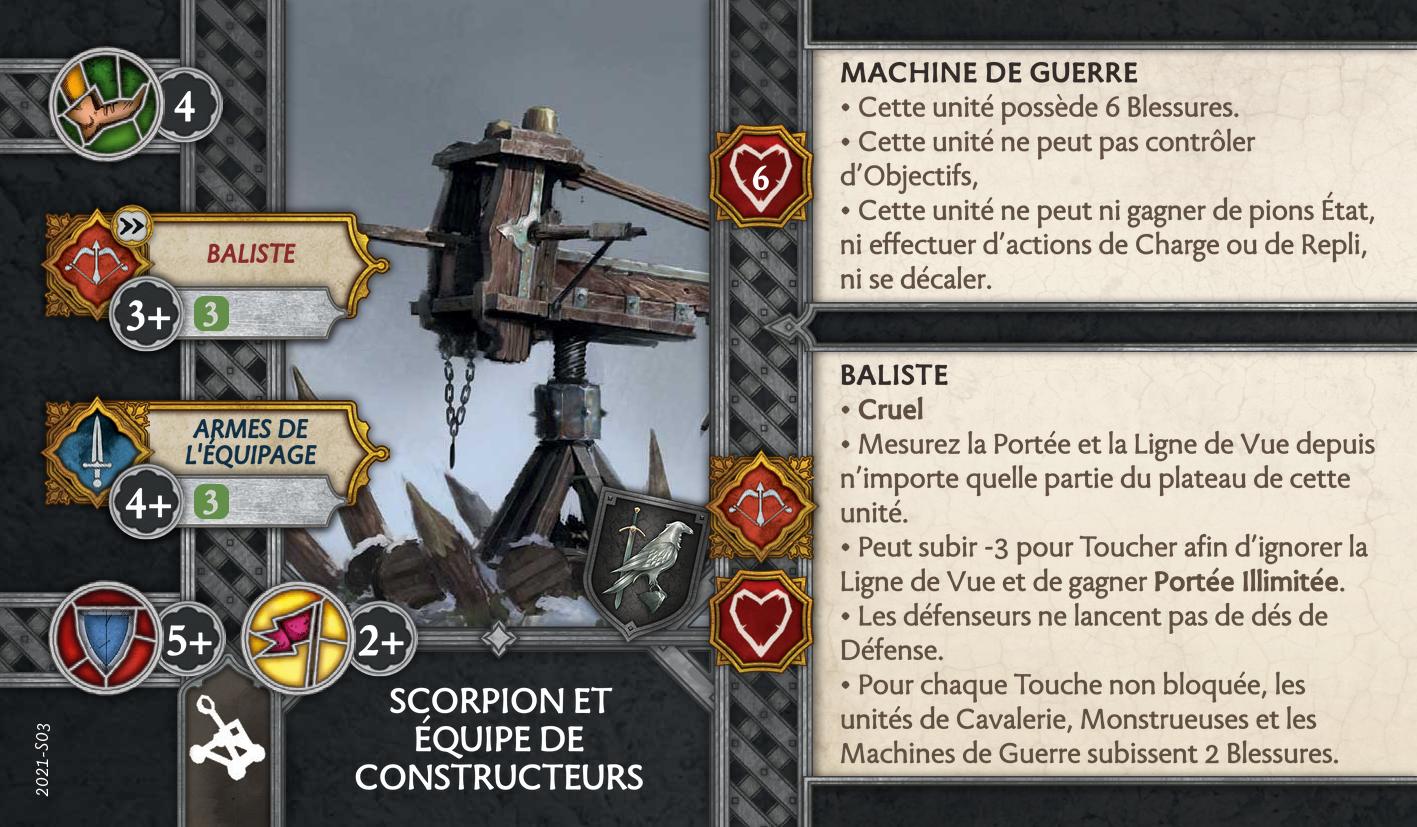 4
BALISTE
3+
3
ARMES DE
L'ÉQUIPAGE
4+
3
5+
2+
SCORPION ET
ÉQUIPE DE
CONSTRUCTEURS
2021-S03
6
MACHINE DE GUERRE
• Cette unité possède 6 Blessures.
• Cette unité ne peut pas contrôler
d’Objectifs,
• Cette unité ne peut ni gagner de pions État,
ni effectuer d’actions de Charge ou de Repli,
ni se décaler.
BALISTE
• Cruel
• Mesurez la Portée et la Ligne de Vue depuis
n’importe quelle partie du plateau de cette
unité.
• Peut subir -3 pour Toucher afin d’ignorer la
Ligne de Vue et de gagner Portée Illimitée.
• Les défenseurs ne lancent pas de dés de
Défense.
• Pour chaque Touche non bloquée, les
unités de Cavalerie, Monstrueuses et les
Machines de Guerre subissent 2 Blessures.